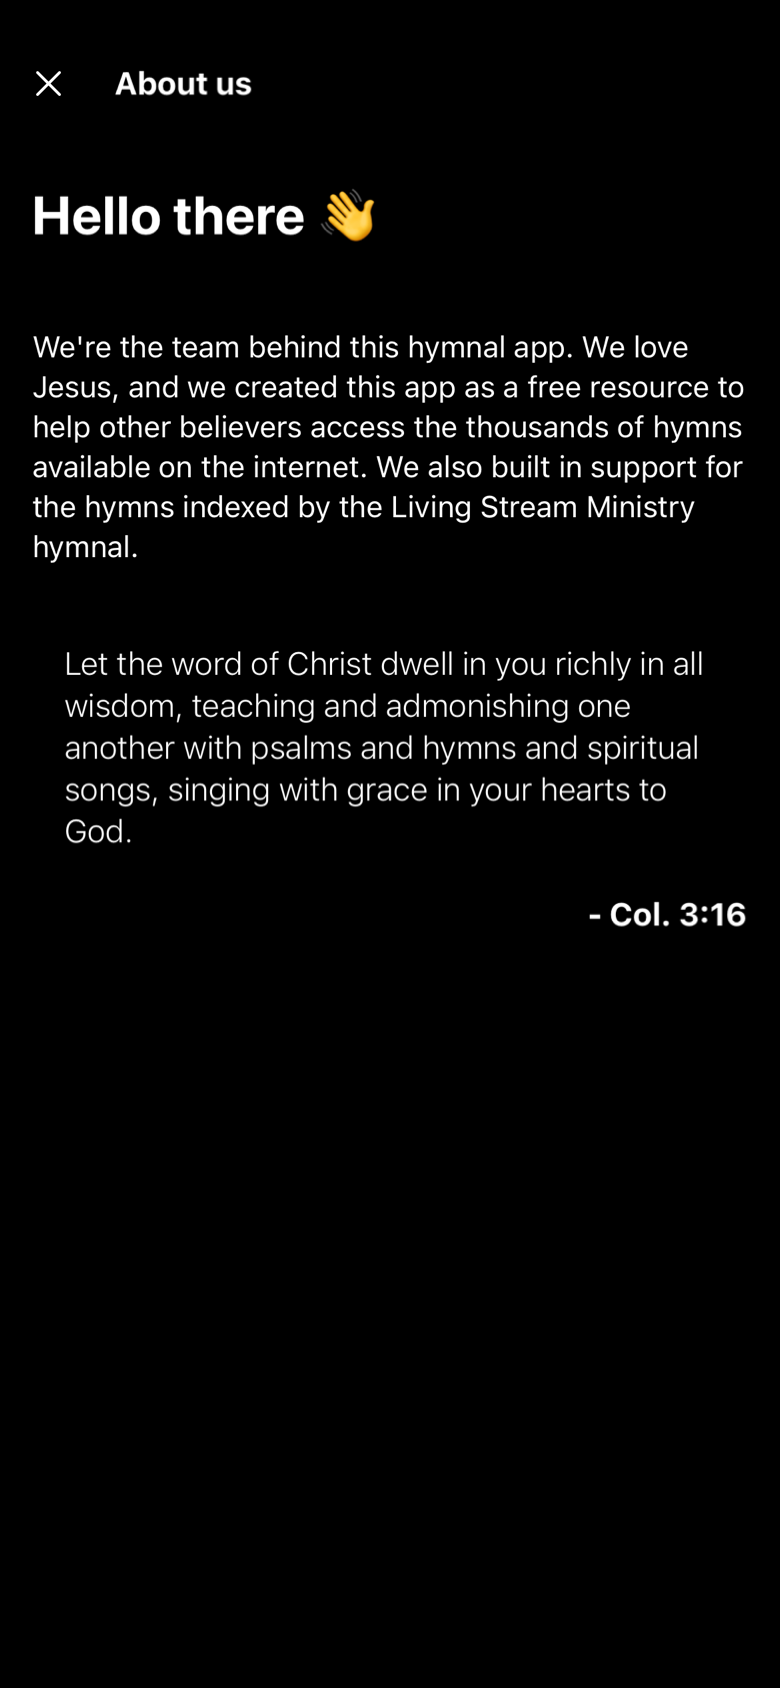 About us
Hello there 👋
We're the team behind this hymnal app. We love
Jesus, and we created this app as a free resource to
help other believers access the thousands of hymns
available on the internet. We also built in support for
the hymns indexed by the Living Stream Ministry
hymnal.
Let the word of Christ dwell in you richly in all
wisdom, teaching and admonishing one
another with psalms and hymns and spiritual
songs, singing with grace in your hearts to
God.
- Col. 3:16